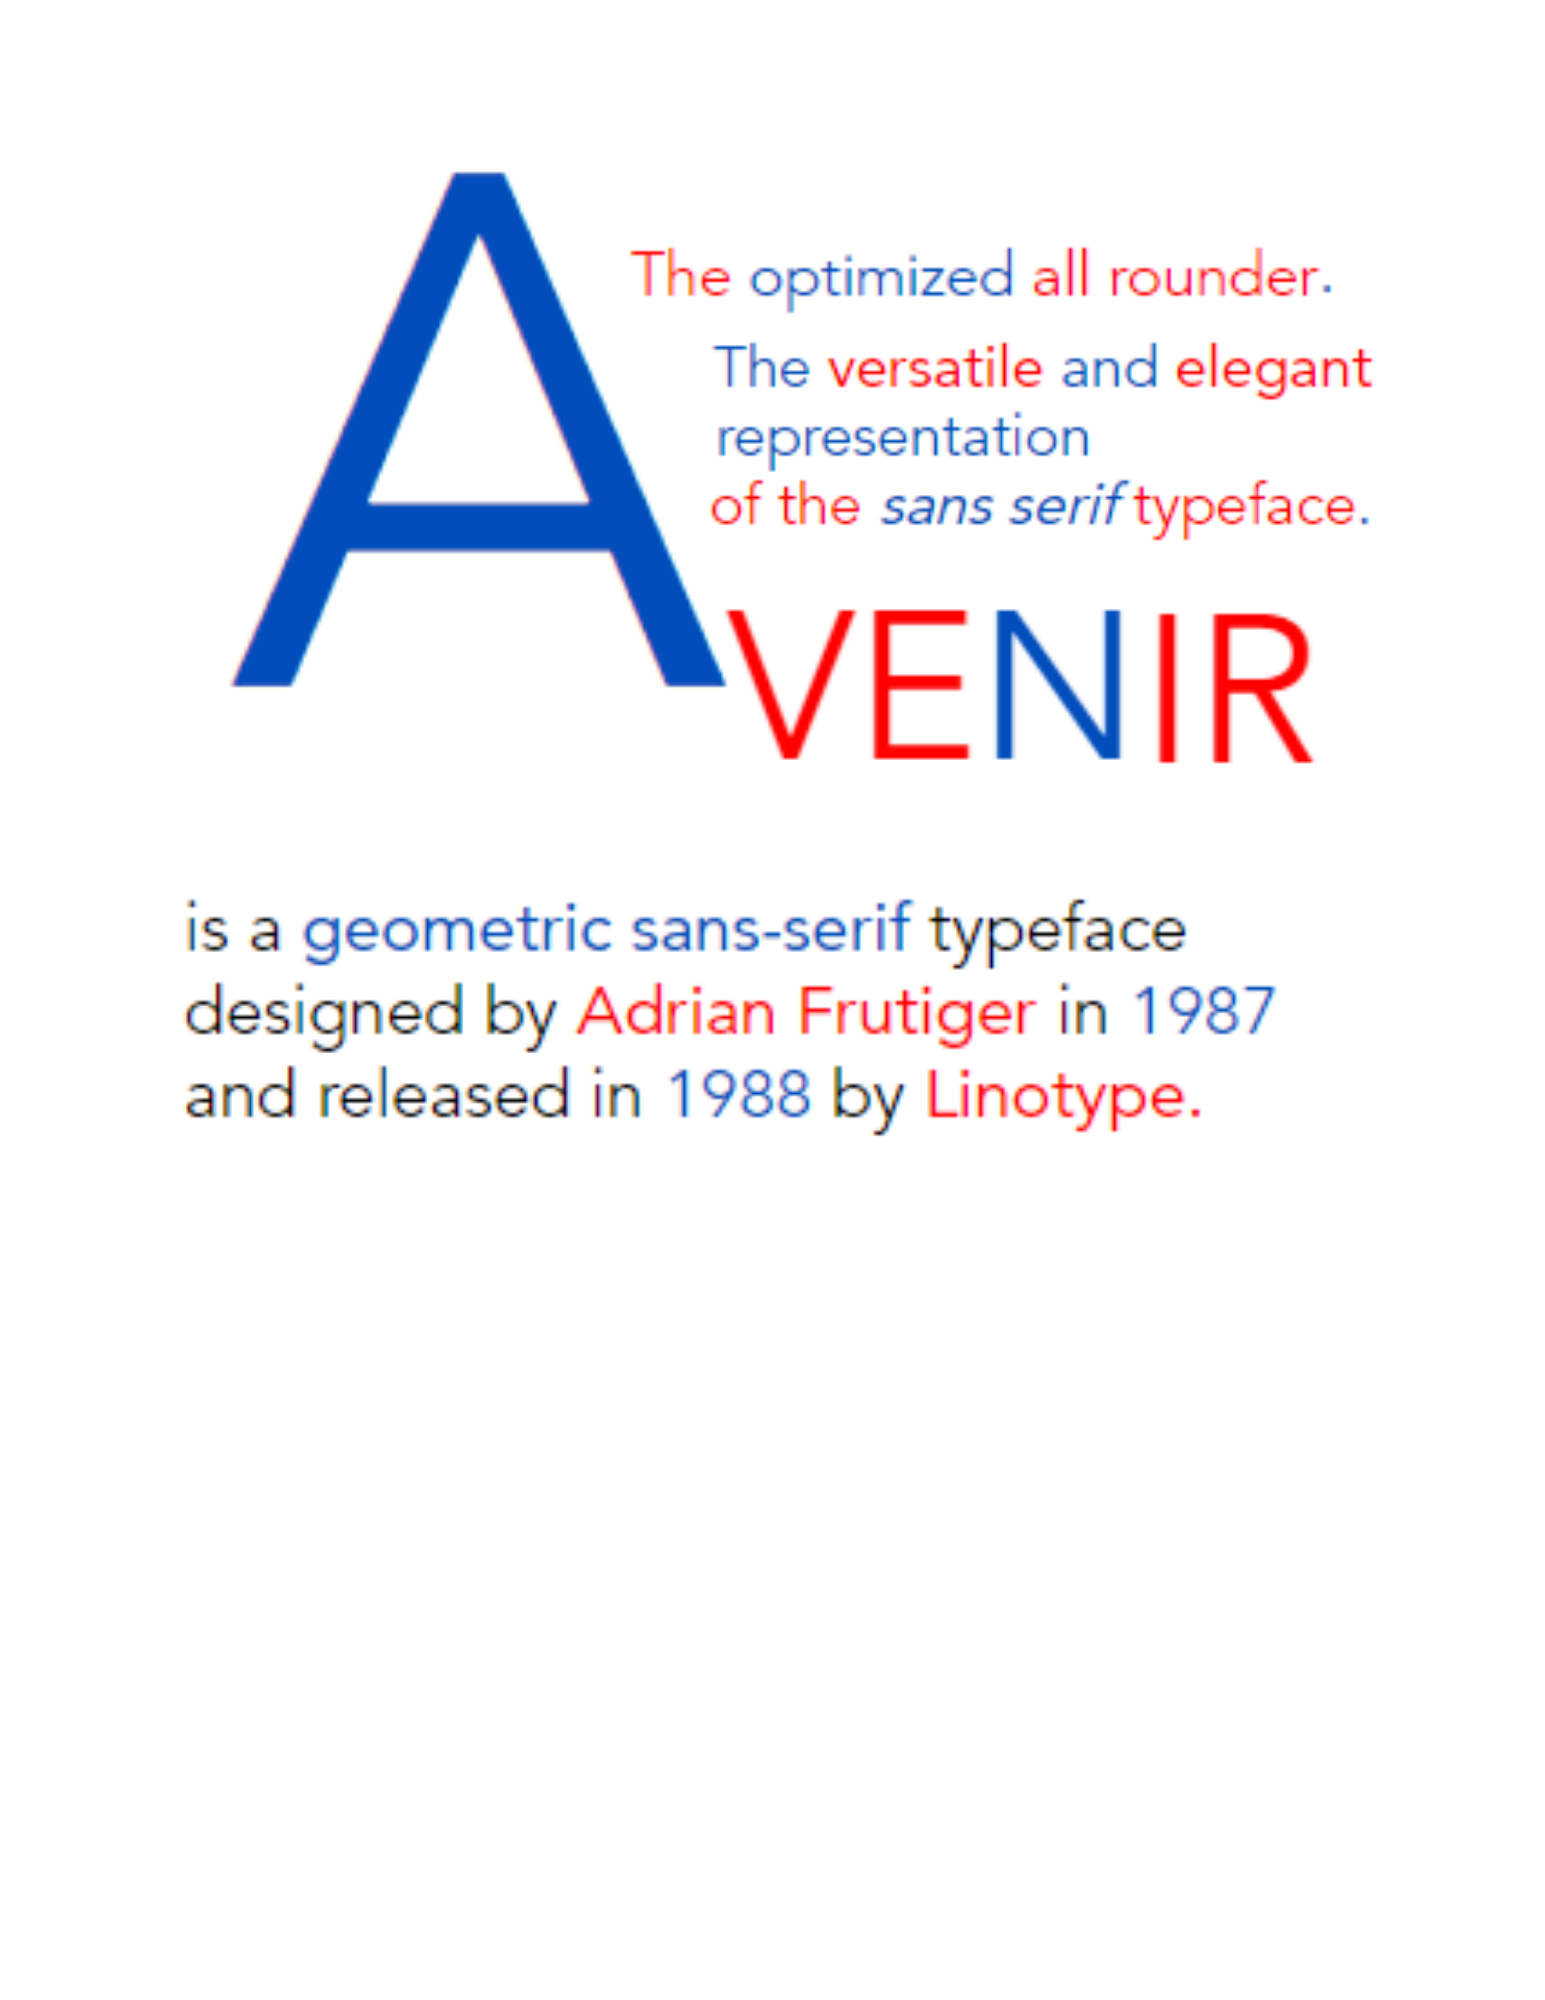 The optimized all rounder.
The versatile and elegant
representation
of the sans serif typeface.
AVENIR
is a geometric sans-serif typeface
designed by Adrian Frutiger in 1987
and released in 1988 by Linotype.